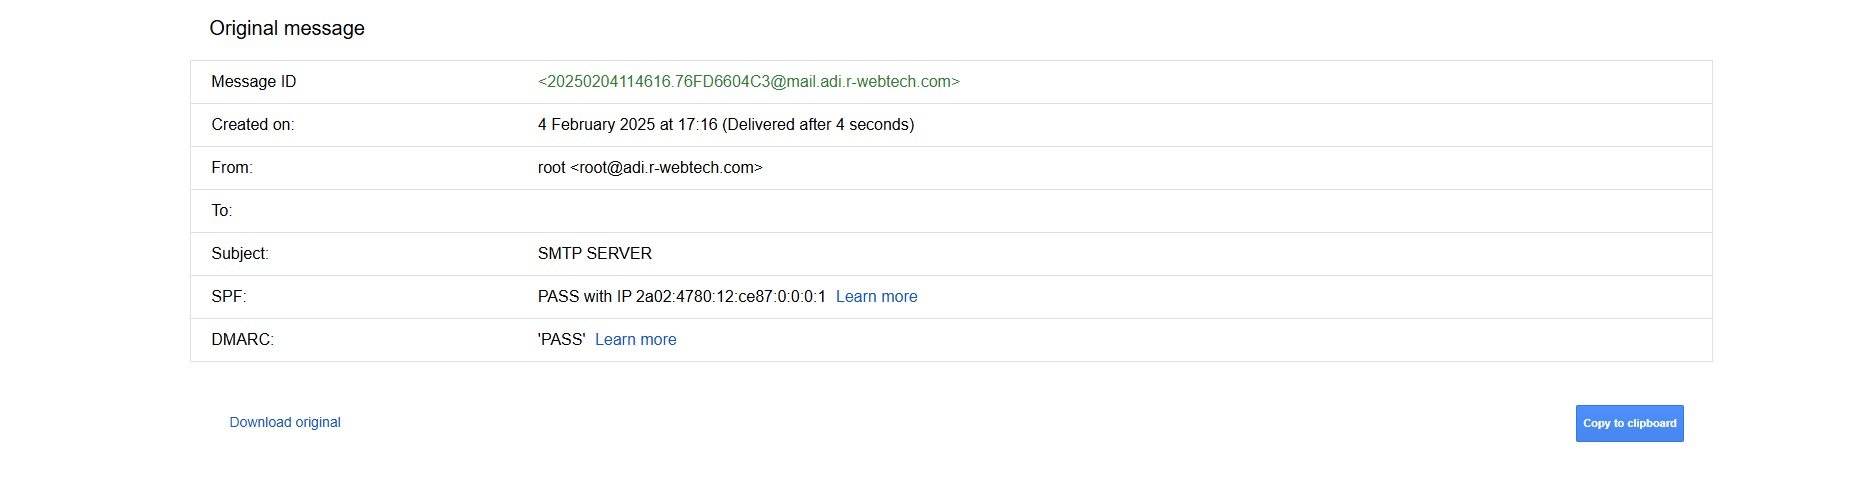 Original message
Message ID <20250204114616.76FD6604C3@mail.adi.r-webtech.com>
Created on: 4 February 2025 at 17:16 (Delivered after 4 seconds)
From: root <root@adi.r-webtech.com>
To:
Subject: SMTP SERVER
SPF: PASS with IP 2a02:4780:12:ce87:0:0:0:1 Learn more
DMARC: 'PASS' Learn more
Download original Copy to clipboard